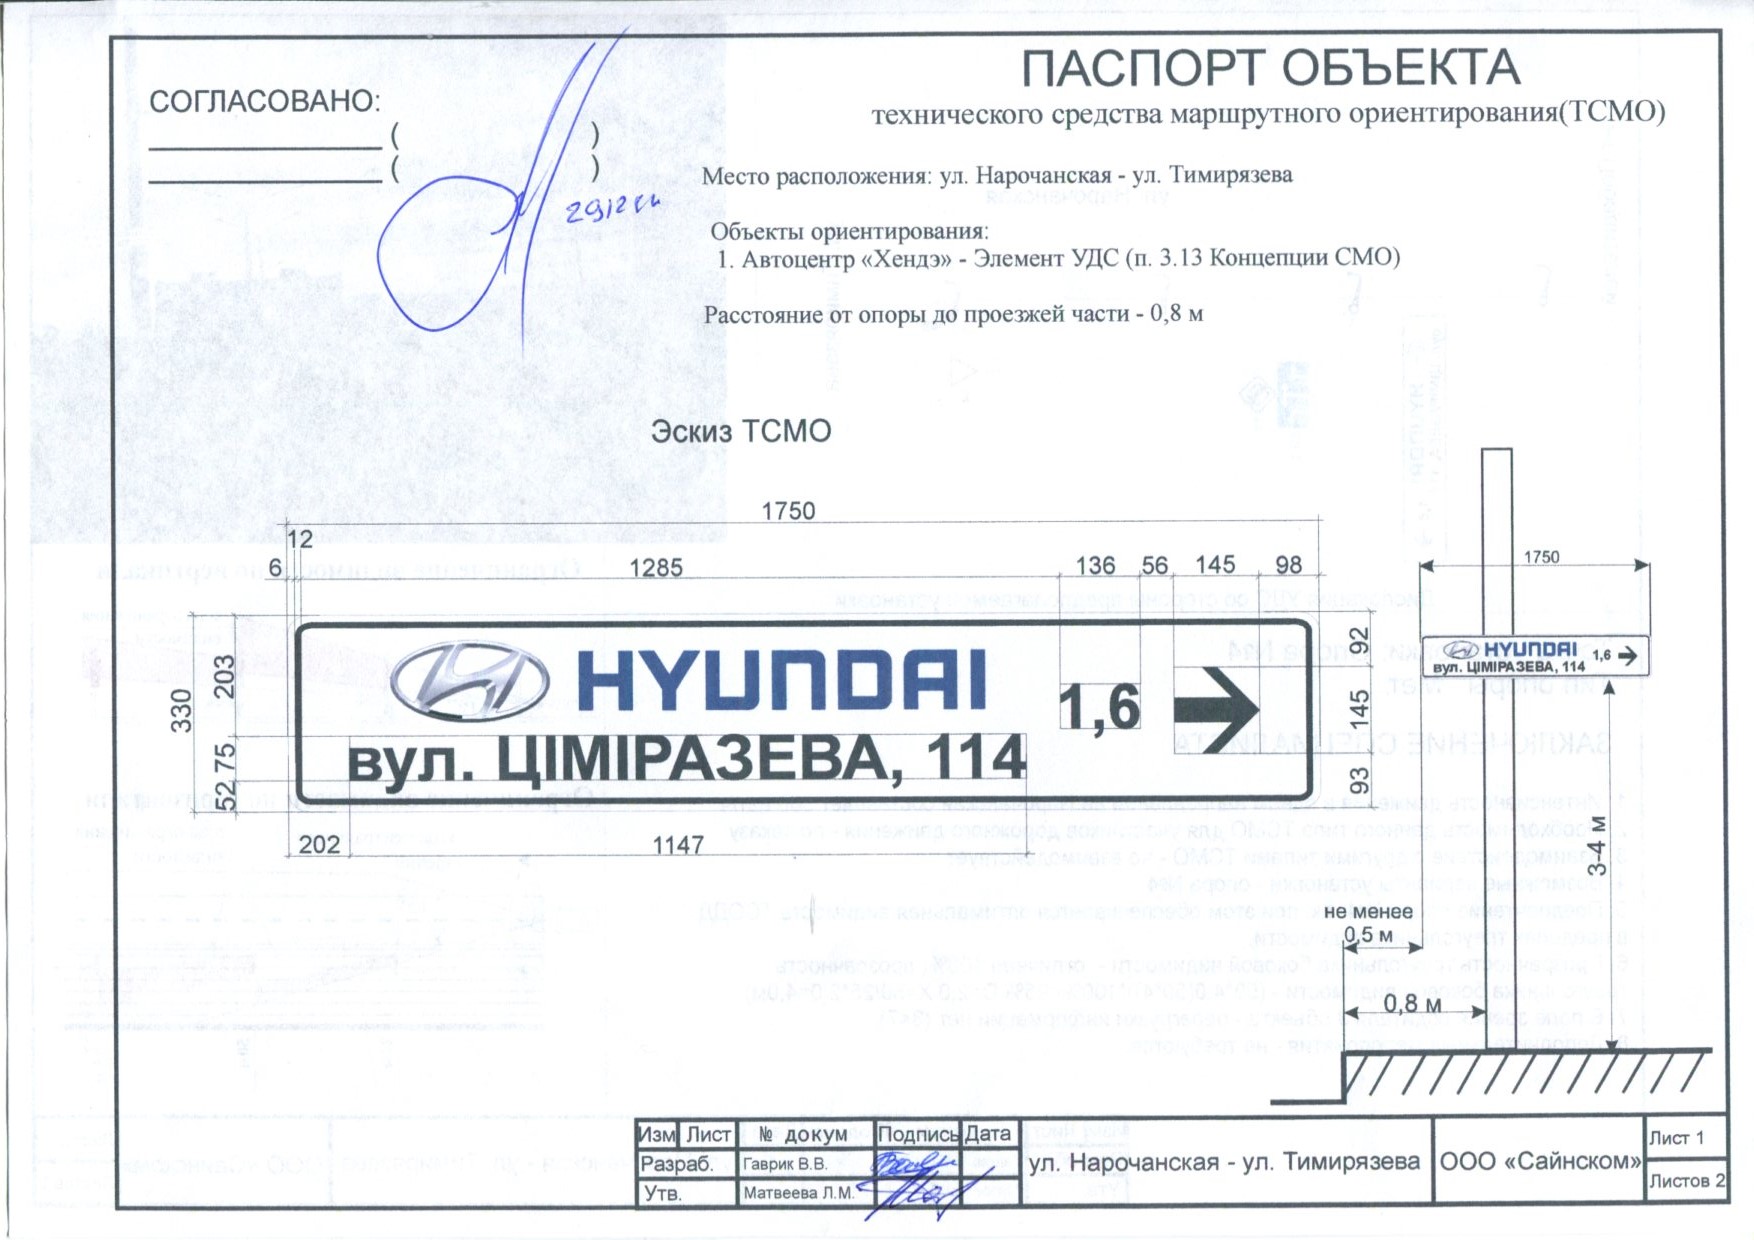 СОГЛАСОВАНО:
( )
( )
ПАСПОРТ ОБЪЕКТА
технического средства маршрутного ориентирования(ТСМО)
Место расположения: ул. Нарочанская - ул. Тимирязева
Объекты ориентирования:
1. Автоцентр «Хендэ» - Элемент УДС (п. 3.13 Концепции СМО)
Расстояние от опоры до проезжей части - 0,8 м
Эскиз ТСМО
1750
12
6 1285 136 56 145 98
330
203
75
52
HYUNDAI
вул. ЦІМІРАЗЕВА, 114
1,6
92
145
93
202 1147
1750
HYUNDAI
вул. ЦІМІРАЗЕВА, 114 1,6
3-4 м
не менее
0,5 м
0,8 м
Изм Лист № докум Подпись Дата
Разраб. Гаврик В.В.
Утв. Матвеева Л.М.
ул. Нарочанская - ул. Тимирязева
ООО «Сайнском»
Лист 1
Листов 2